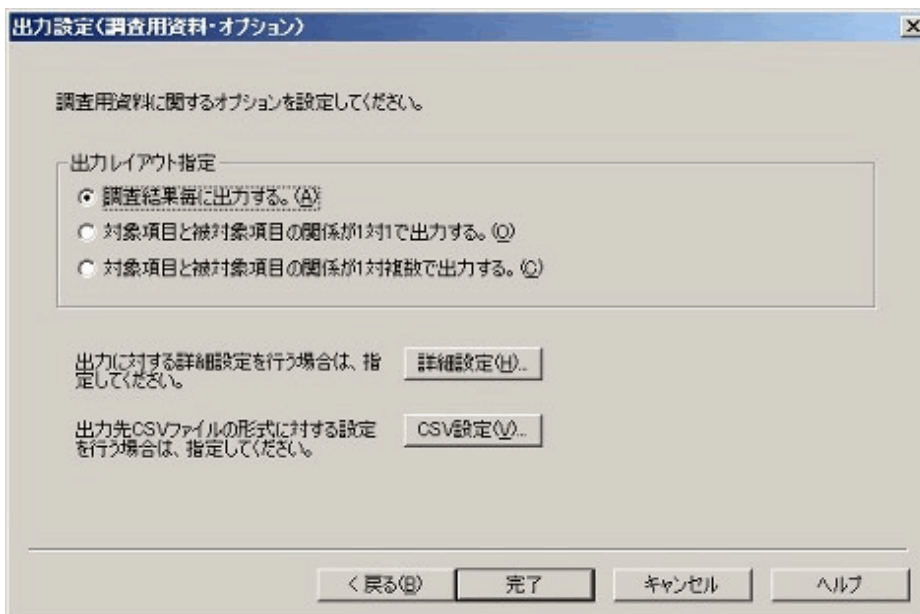 出力設定(調査用資料・オプション)
調査用資料に関するオプションを設定してください。
出力レイアウト指定
調査結果毎に出力する。(A)
対象項目と被対象項目の関係が1対1で出力する。(O)
対象項目と被対象項目の関係が1対複数で出力する。(C)
出力に対する詳細設定を行う場合は、指
定してください。
詳細設定(H)...
出力先CSVファイルの形式に対する設定
を行う場合は、指定してください。
CSV設定(V)...
< 戻る(B)
完了
キャンセル
ヘルプ